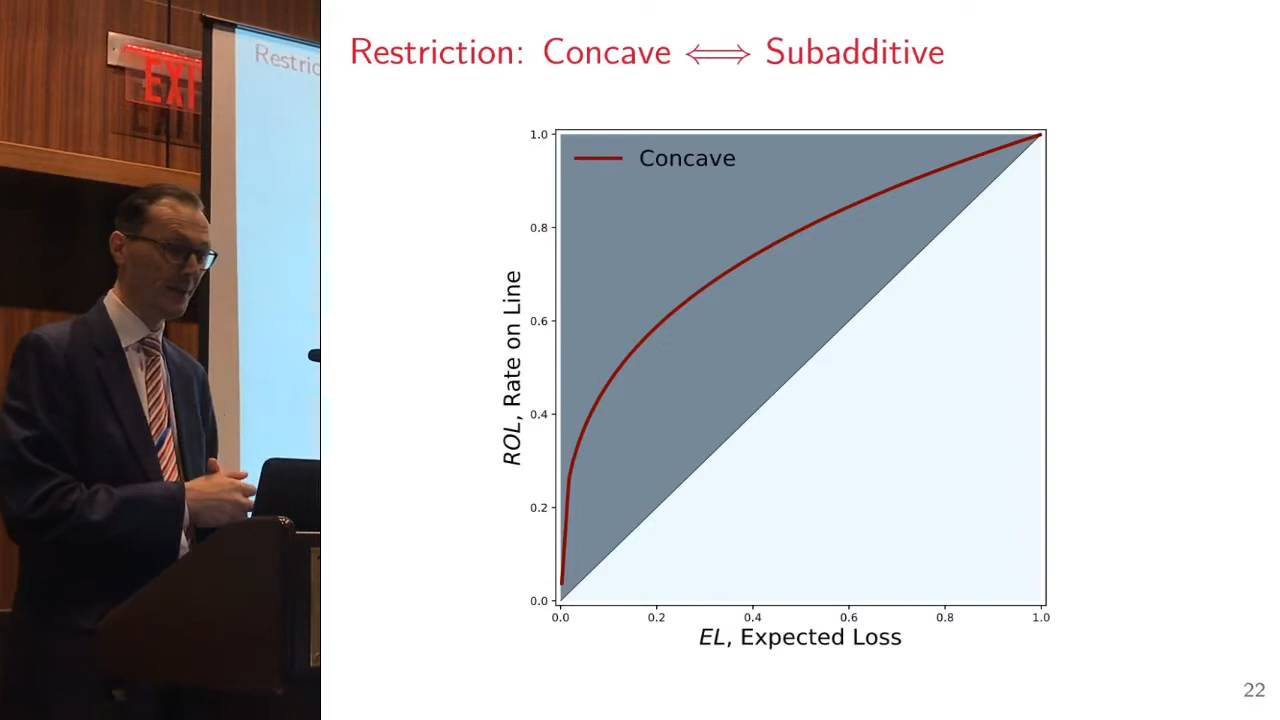 Restriction: Concave ⟺ Subadditive
EXIT
Restric
Concave
1.0
0.8
0.6
0.4
0.2
0.0
ROL, Rate on Line
0.0 0.2 0.4 0.6 0.8 1.0
EL, Expected Loss
22